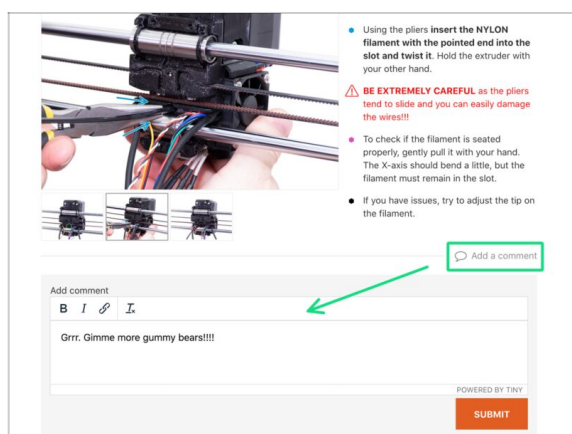 Using the pliers insert the NYLON
filament with the pointed end into the
slot and twist it. Hold the extruder with
your other hand.
BE EXTREMELY CAREFUL as the pliers
tend to slide and you can easily damage
the wires!!!
To check if the filament is seated
properly, gently pull it with your hand.
The X-axis should bend a little, but the
filament must remain in the slot.
If you have issues, try to adjust the tip on
the filament.
Add a comment
Add comment
B I
Grrr. Gimme more gummy bears!!!!
POWERED BY TINY
SUBMIT